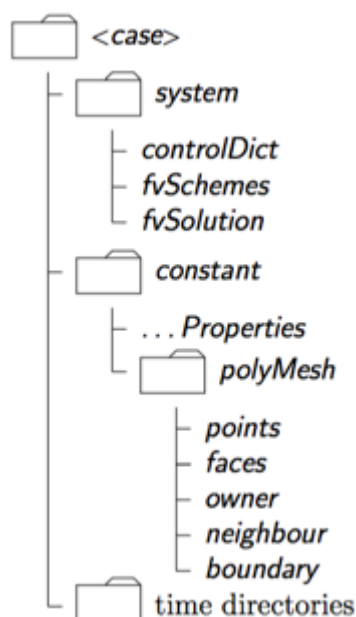 <case>
system
controlDict
fvSchemes
fvSolution
constant
...Properties
polyMesh
points
faces
owner
neighbour
boundary
time directories